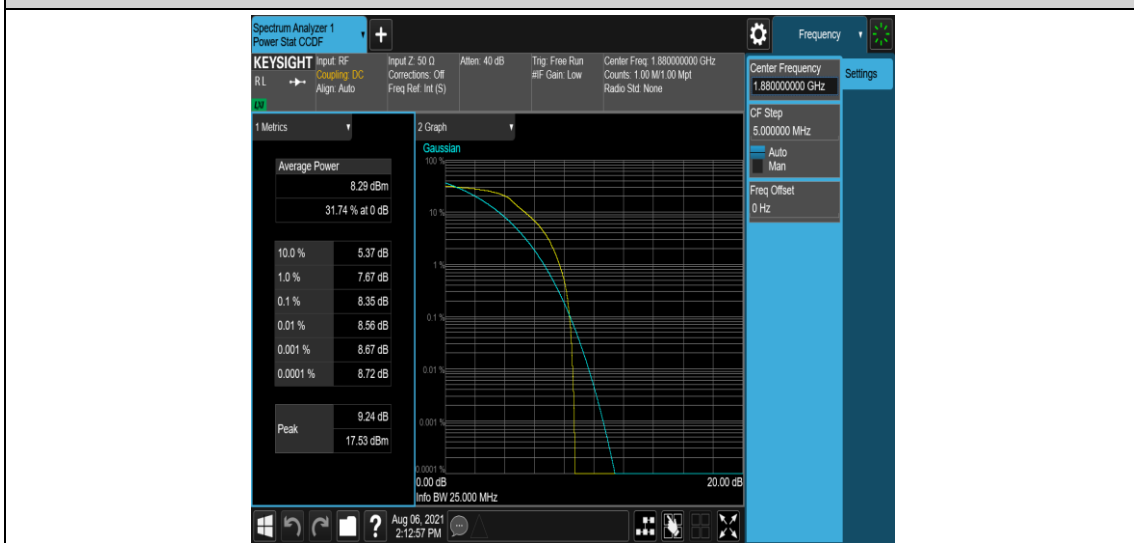 Spectrum Analyzer 1
Power Stat CCDF
+
Frequency
KEYSIGHT
Input: RF
Input Z: 50 Ω
Atten: 40 dB
Trig: Free Run
Center Freq: 1.880000000 GHz
RL
Coupling: DC
Corrections: Off
#IF Gain: Low
Counts: 1.00 M/1.00 Mpt
Align: Auto
Freq Ref: Int (S)
Radio Std: None
LXI
Center Frequency
1.880000000 GHz
Settings
CF Step
5.000000 MHz
Auto
Man
Freq Offset
0 Hz
1 Metrics
Average Power
8.29 dBm
31.74 % at 0 dB
10.0 % 5.37 dB
1.0 % 7.67 dB
0.1 % 8.35 dB
0.01 % 8.56 dB
0.001 % 8.67 dB
0.0001 % 8.72 dB
Peak
9.24 dB
17.53 dBm
2 Graph
Gaussian
100 %
10 %
1 %
0.1 %
0.01 %
0.001 %
0.0001 %
0.00 dB
20.00 dB
Info BW 25.000 MHz
?
Aug 06, 2021
2:12:57 PM